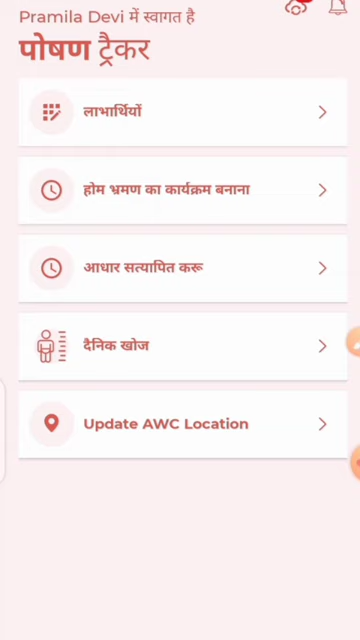 Pramila Devi में स्वागत है
पोषण ट्रैकर
लाभार्थियों
होम भ्रमण का कार्यक्रम बनाना
आधार सत्यापित करू
दैनिक खोज
Update AWC Location